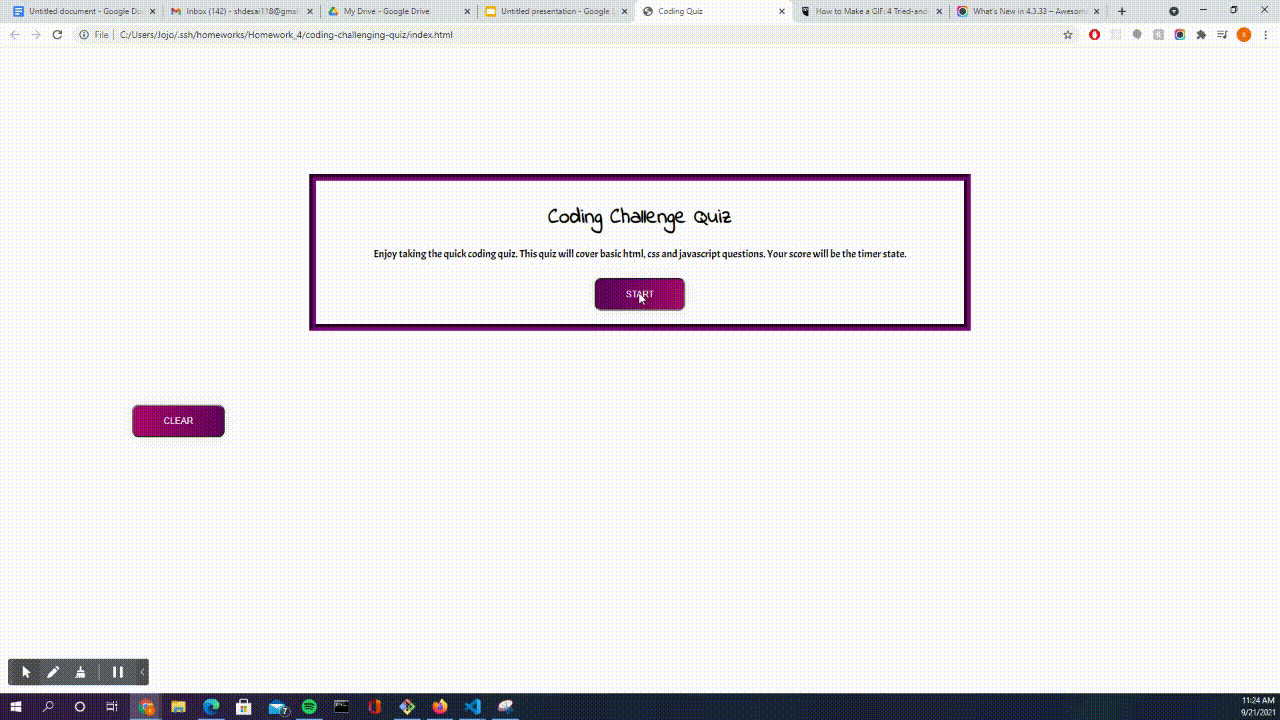 Untitled document - Google Do
Inbox (142) - shdesai118@gmai
My Drive - Google Drive
Untitled presentation - Google S
Coding Quiz
How to Make a GIF: 4 Tried-and-
What's New in 4.3.33 – Awesom
File
C:/Users/Jojo/.ssh/homeworks/Homework_4/coding-challenging-quiz/index.html
S
Coding Challenge Quiz
Enjoy taking the quick coding quiz. This quiz will cover basic html, css and javascript questions. Your score will be the timer state.
START
CLEAR
7
11:24 AM
9/21/2021